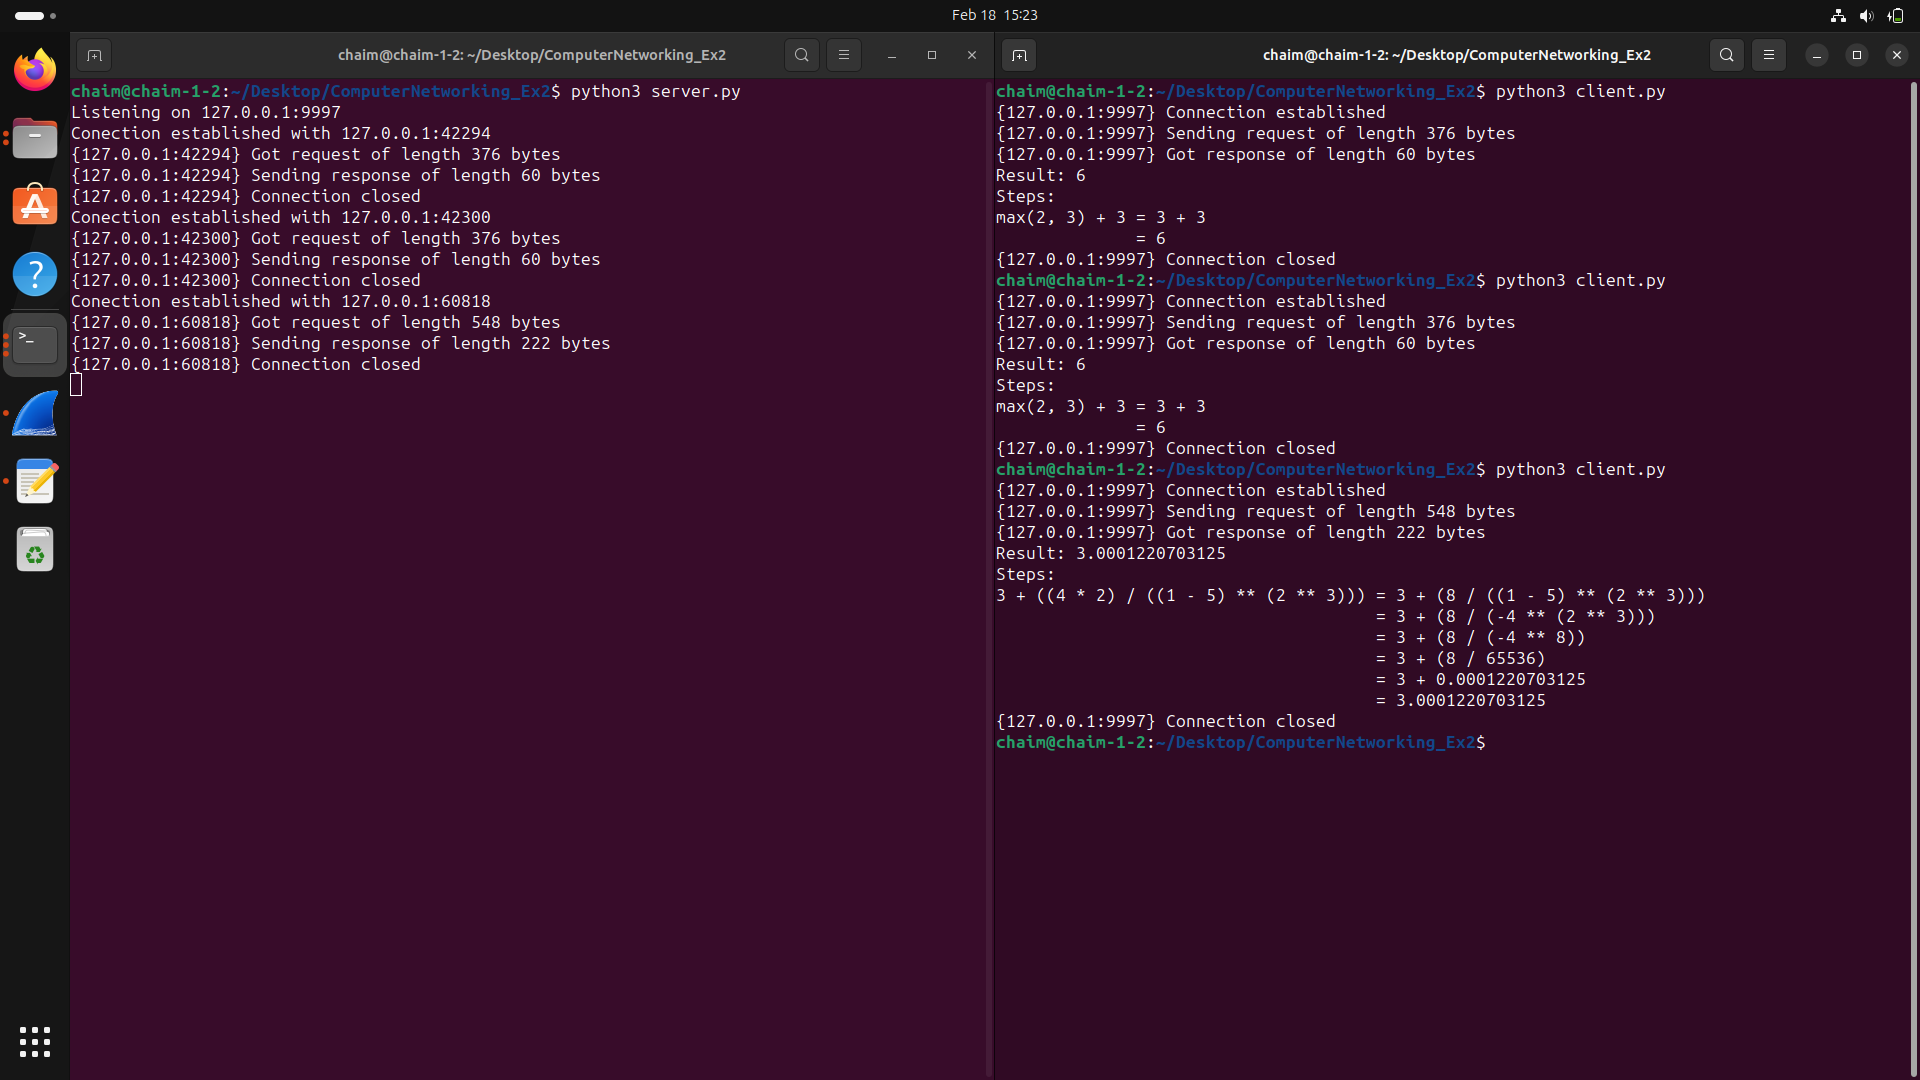 Feb 18 15:23
chaim@chaim-1-2: ~/Desktop/ComputerNetworking_Ex2
chaim@chaim-1-2:~/Desktop/ComputerNetworking_Ex2$ python3 server.py
Listening on 127.0.0.1:9997
Conection established with 127.0.0.1:42294
{127.0.0.1:42294} Got request of length 376 bytes
{127.0.0.1:42294} Sending response of length 60 bytes
{127.0.0.1:42294} Connection closed
Conection established with 127.0.0.1:42300
{127.0.0.1:42300} Got request of length 376 bytes
{127.0.0.1:42300} Sending response of length 60 bytes
{127.0.0.1:42300} Connection closed
Conection established with 127.0.0.1:60818
{127.0.0.1:60818} Got request of length 548 bytes
{127.0.0.1:60818} Sending response of length 222 bytes
{127.0.0.1:60818} Connection closed
chaim@chaim-1-2: ~/Desktop/ComputerNetworking_Ex2
chaim@chaim-1-2:~/Desktop/ComputerNetworking_Ex2$ python3 client.py
{127.0.0.1:9997} Connection established
{127.0.0.1:9997} Sending request of length 376 bytes
{127.0.0.1:9997} Got response of length 60 bytes
Result: 6
Steps:
max(2, 3) + 3 = 3 + 3
              = 6
{127.0.0.1:9997} Connection closed
chaim@chaim-1-2:~/Desktop/ComputerNetworking_Ex2$ python3 client.py
{127.0.0.1:9997} Connection established
{127.0.0.1:9997} Sending request of length 376 bytes
{127.0.0.1:9997} Got response of length 60 bytes
Result: 6
Steps:
max(2, 3) + 3 = 3 + 3
              = 6
{127.0.0.1:9997} Connection closed
chaim@chaim-1-2:~/Desktop/ComputerNetworking_Ex2$ python3 client.py
{127.0.0.1:9997} Connection established
{127.0.0.1:9997} Sending request of length 548 bytes
{127.0.0.1:9997} Got response of length 222 bytes
Result: 3.0001220703125
Steps:
3 + ((4 * 2) / ((1 - 5) ** (2 ** 3))) = 3 + (8 / ((1 - 5) ** (2 ** 3)))
                                      = 3 + (8 / (-4 ** (2 ** 3)))
                                      = 3 + (8 / (-4 ** 8))
                                      = 3 + (8 / 65536)
                                      = 3 + 0.0001220703125
                                      = 3.0001220703125
{127.0.0.1:9997} Connection closed
chaim@chaim-1-2:~/Desktop/ComputerNetworking_Ex2$